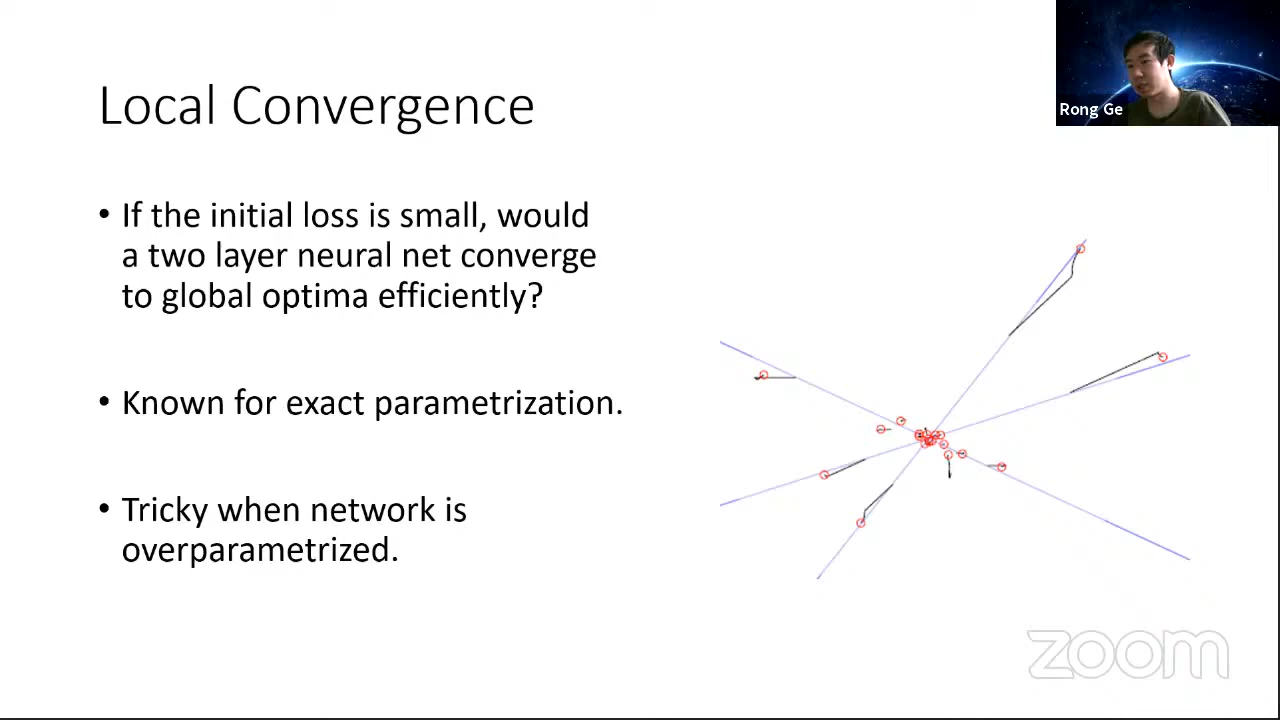 Local Convergence
Rong Ge
• If the initial loss is small, would
a two layer neural net converge
to global optima efficiently?
• Known for exact parametrization.
• Tricky when network is
overparametrized.
zoom